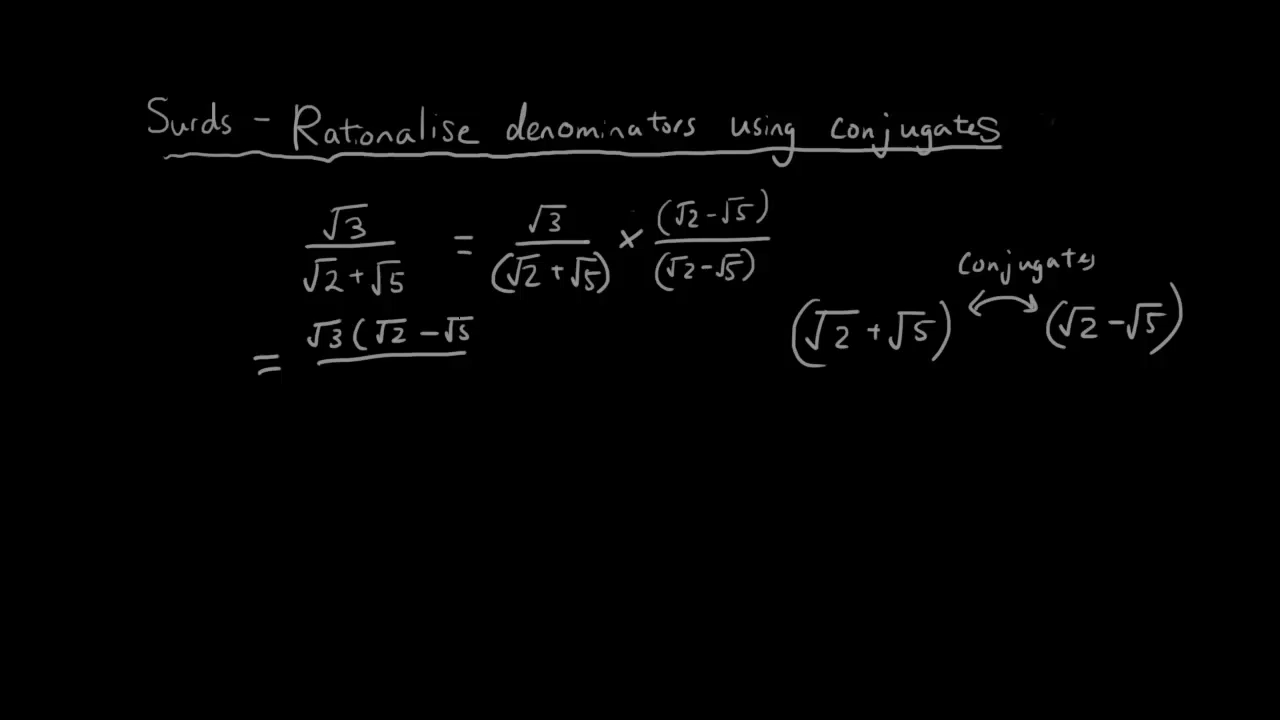 Surds - Rationalise denominators using conjugates
√3/(√2+√5) = √3/(√2+√5) × (√2-√5)/(√2-√5)
conjugates
(√2+√5) ↔ (√2-√5)
= √3(√2-√5